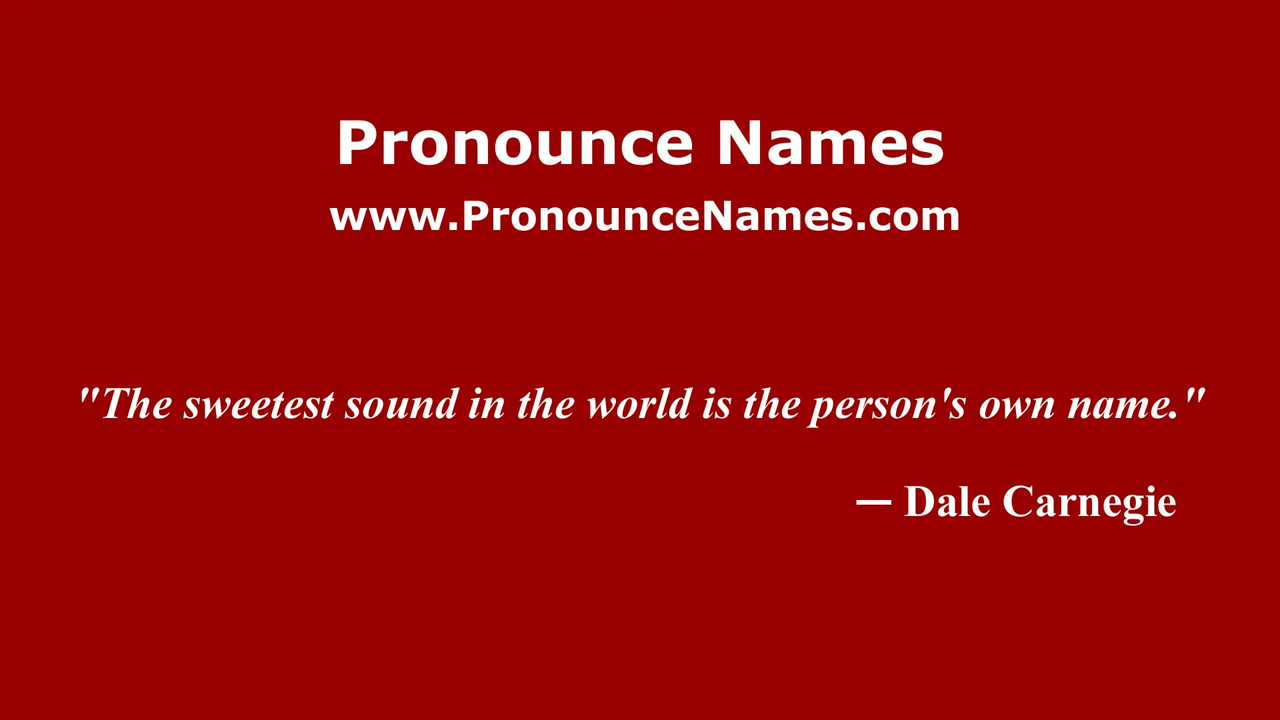 Pronounce Names
www.PronounceNames.com
"The sweetest sound in the world is the person's own name."
— Dale Carnegie